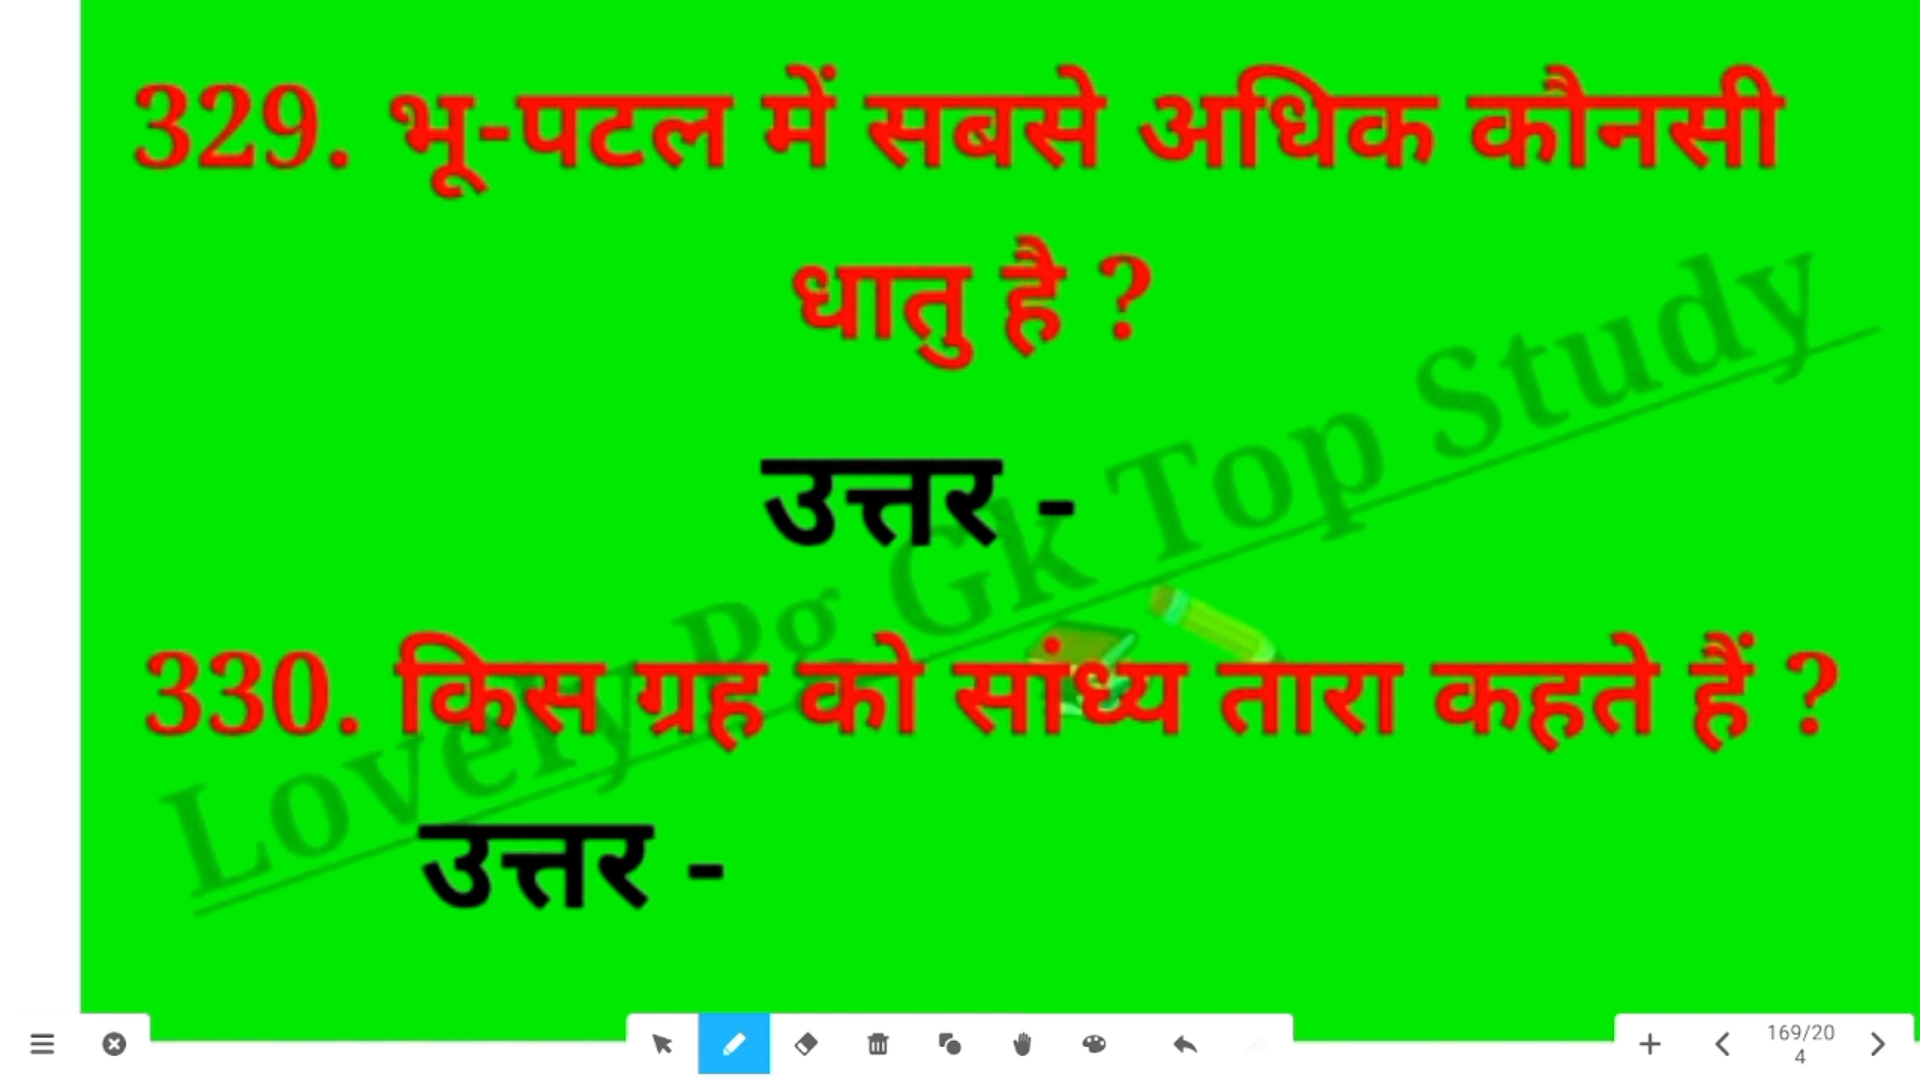 329. भू-पटल में सबसे अधिक कौनसी
धातु है ?
उत्तर -
Lovely Pg Gk Top Study
330. किस ग्रह को सांध्य तारा कहते हैं ?
उत्तर -
169/20
4